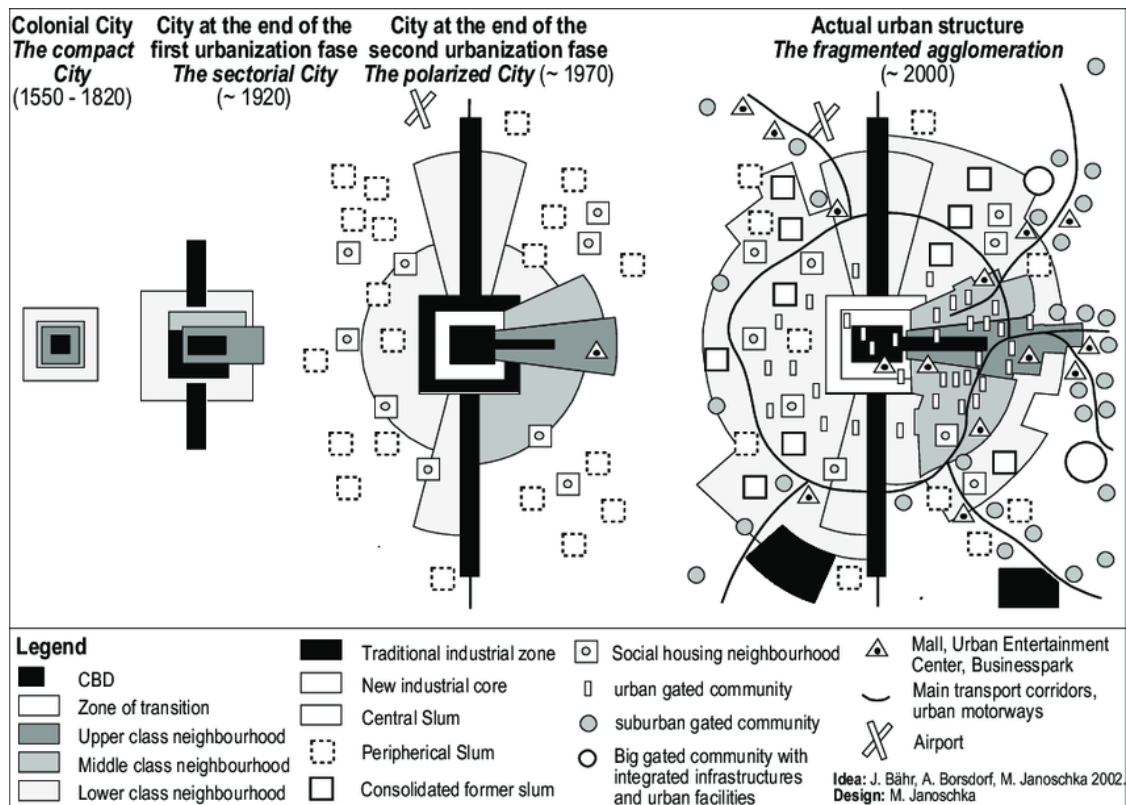 Colonial City
The compact
City
(1550 - 1820)
City at the end of the
first urbanization fase
The sectorial City
(~ 1920)
City at the end of the
second urbanization fase
The polarized City (~ 1970)
Actual urban structure
The fragmented agglomeration
(~ 2000)
Legend
CBD
Zone of transition
Upper class neighbourhood
Middle class neighbourhood
Lower class neighbourhood
Traditional industrial zone
New industrial core
Central Slum
Peripherical Slum
Consolidated former slum
Social housing neighbourhood
urban gated community
suburban gated community
Big gated community with
integrated infrastructures
and urban facilities
Mall, Urban Entertainment
Center, Businesspark
Main transport corridors,
urban motorways
Airport
Idea: J. Bähr, A. Borsdorf, M. Janoschka 2002.
Design: M. Janoschka